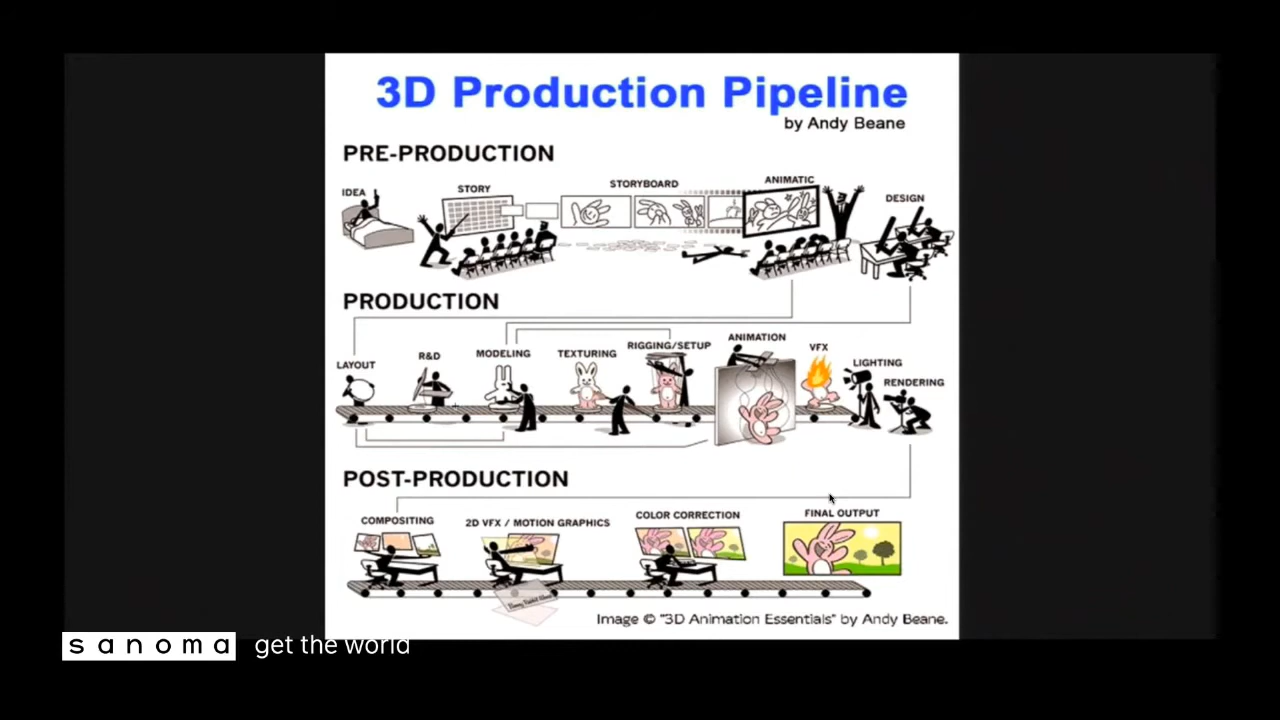 3D Production Pipeline
by Andy Beane
PRE-PRODUCTION
IDEA
STORY
STORYBOARD
ANIMATIC
DESIGN
PRODUCTION
LAYOUT
R&D
MODELING
TEXTURING
RIGGING/SETUP
ANIMATION
VFX
LIGHTING
RENDERING
POST-PRODUCTION
COMPOSITING
2D VFX / MOTION GRAPHICS
COLOR CORRECTION
FINAL OUTPUT
Image © "3D Animation Essentials" by Andy Beane.
sanoma get the world